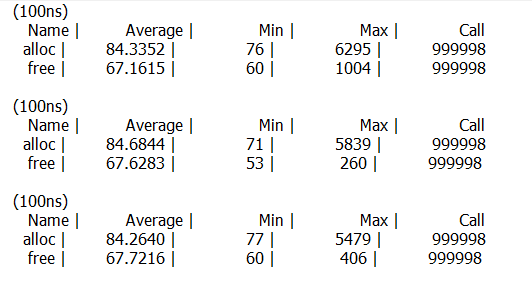 (100ns)
Name | Average | Min | Max | Call
alloc | 84.3352 | 76 | 6295 | 999998
free | 67.1615 | 60 | 1004 | 999998
(100ns)
Name | Average | Min | Max | Call
alloc | 84.6844 | 71 | 5839 | 999998
free | 67.6283 | 53 | 260 | 999998
(100ns)
Name | Average | Min | Max | Call
alloc | 84.2640 | 77 | 5479 | 999998
free | 67.7216 | 60 | 406 | 999998